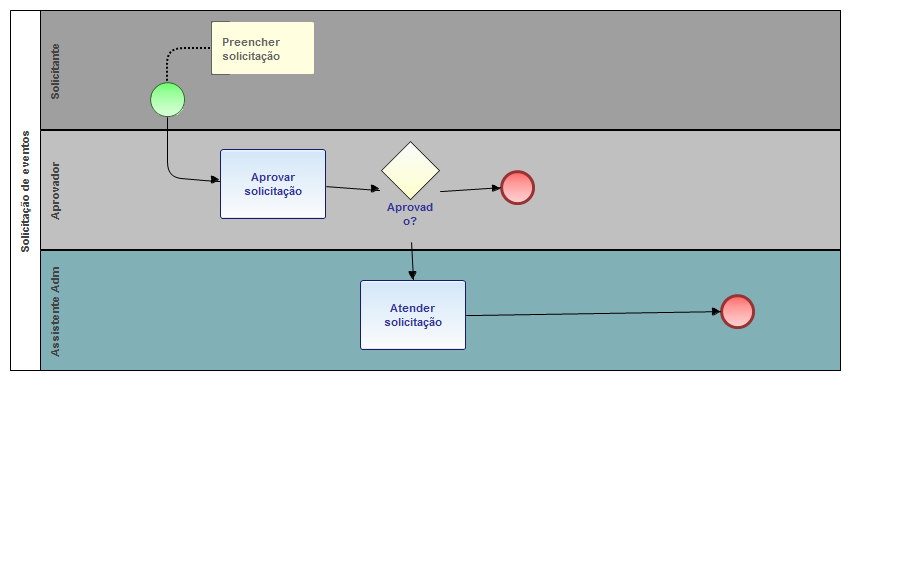 Solicitação de eventos
Solicitante
Preencher
solicitação
Aprovador
Aprovar
solicitação
Aprovad
o?
Assistente Adm
Atender
solicitação